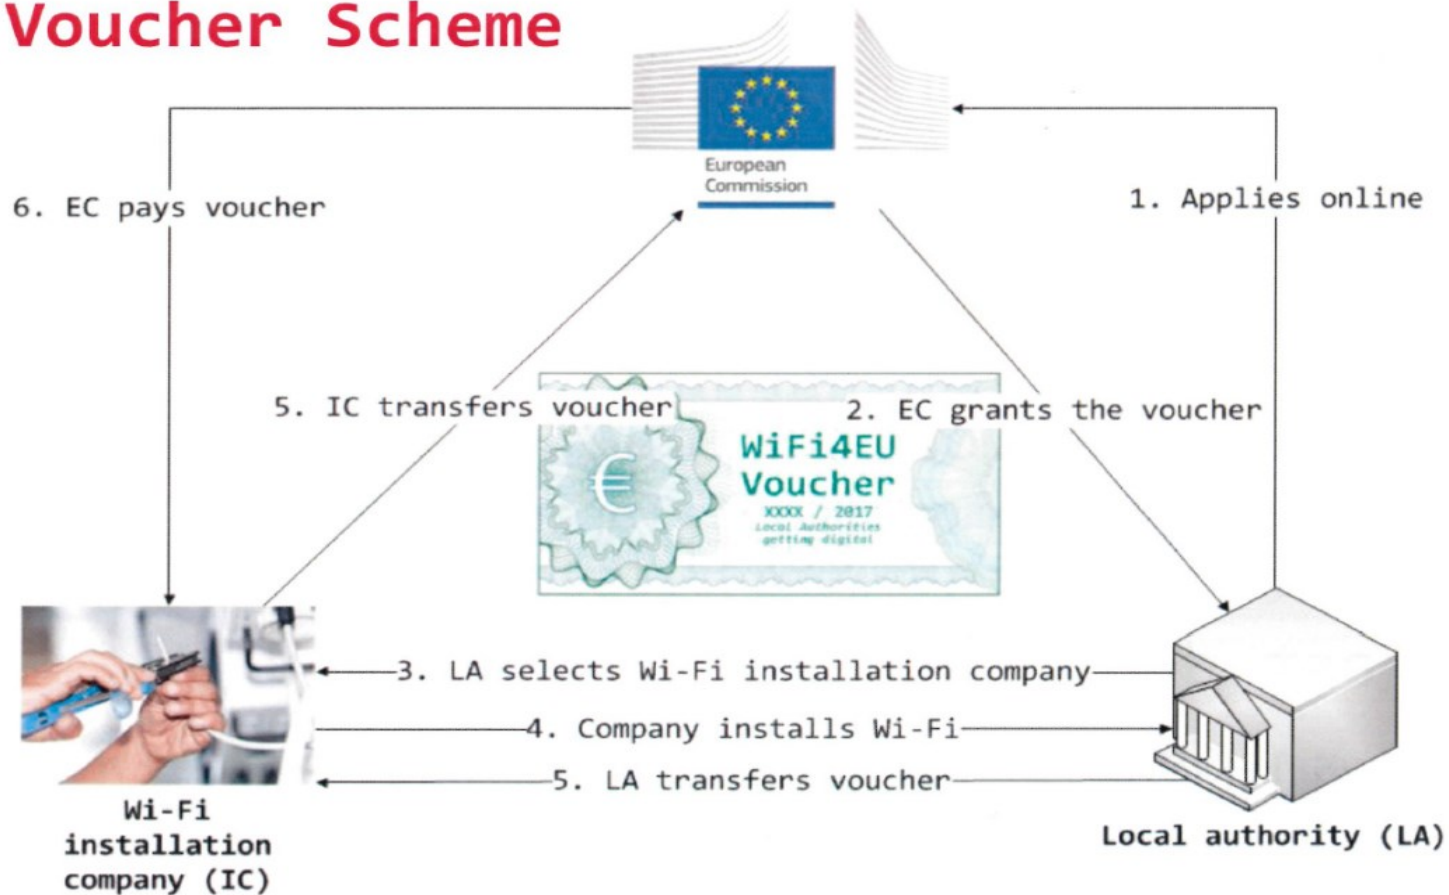 Voucher Scheme
European
Commission
6. EC pays voucher
1. Applies online
5. IC transfers voucher
2. EC grants the voucher
WiFi4EU
Voucher
XXXX / 2017
Local Authorities
getting digital
3. LA selects Wi-Fi installation company
4. Company installs Wi-Fi
5. LA transfers voucher
Wi-Fi
installation
company (IC)
Local authority (LA)